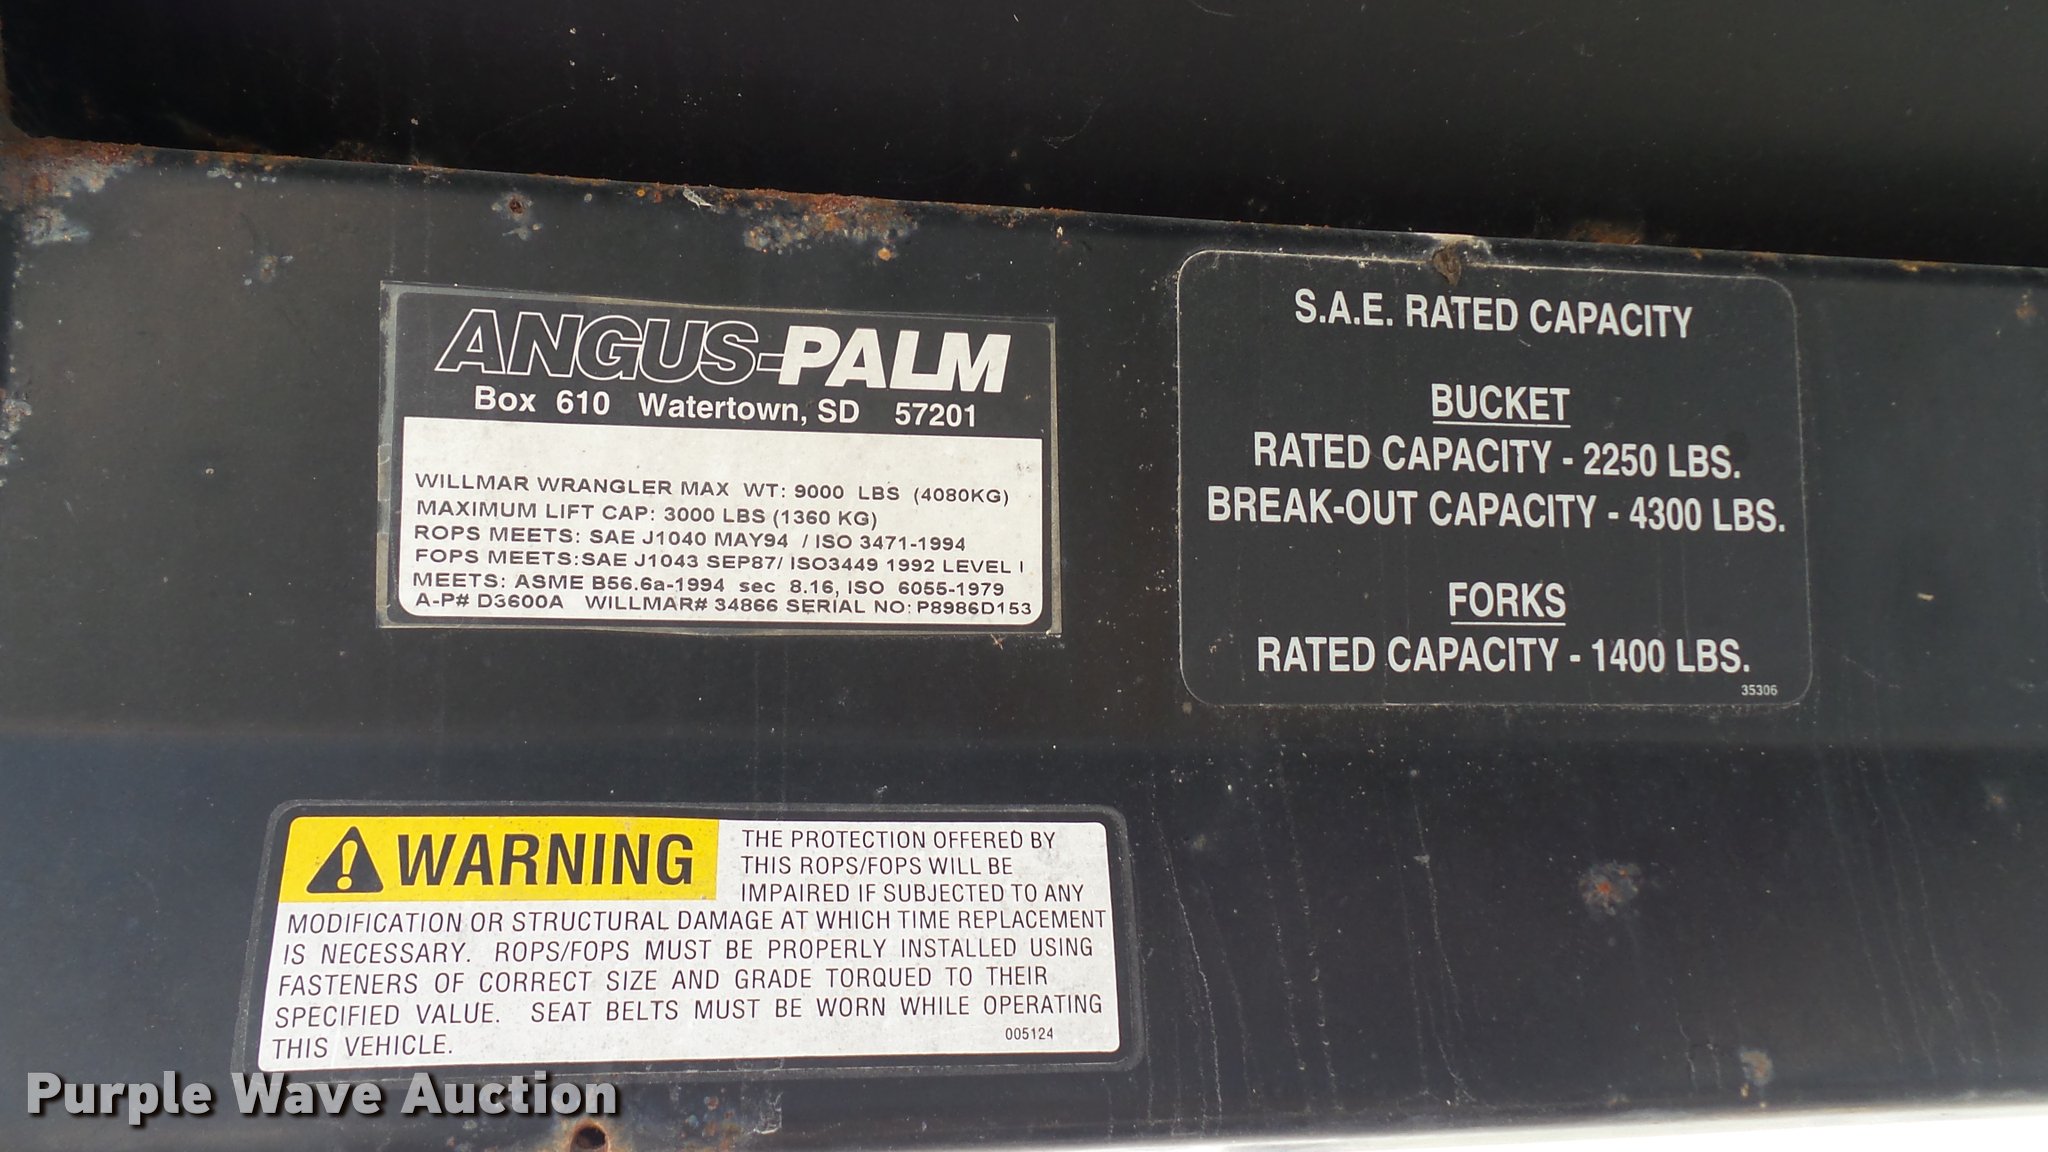 ANGUS-PALM
Box 610 Watertown, SD 57201
WILLMAR WRANGLER MAX WT: 9000 LBS (4080KG)
MAXIMUM LIFT CAP: 3000 LBS (1360 KG)
ROPS MEETS: SAE J1040 MAY94 / ISO 3471-1994
FOPS MEETS:SAE J1043 SEP87/ ISO3449 1992 LEVEL I
MEETS: ASME B56.6a-1994 sec 8.16, ISO 6055-1979
A-P# D3600A WILLMAR# 34866 SERIAL NO: P8986D153
S.A.E. RATED CAPACITY
BUCKET
RATED CAPACITY - 2250 LBS.
BREAK-OUT CAPACITY - 4300 LBS.
FORKS
RATED CAPACITY - 1400 LBS.
35306
WARNING
THE PROTECTION OFFERED BY
THIS ROPS/FOPS WILL BE
IMPAIRED IF SUBJECTED TO ANY
MODIFICATION OR STRUCTURAL DAMAGE AT WHICH TIME REPLACEMENT
IS NECESSARY. ROPS/FOPS MUST BE PROPERLY INSTALLED USING
FASTENERS OF CORRECT SIZE AND GRADE TORQUED TO THEIR
SPECIFIED VALUE. SEAT BELTS MUST BE WORN WHILE OPERATING
THIS VEHICLE.
005124
Purple Wave Auction